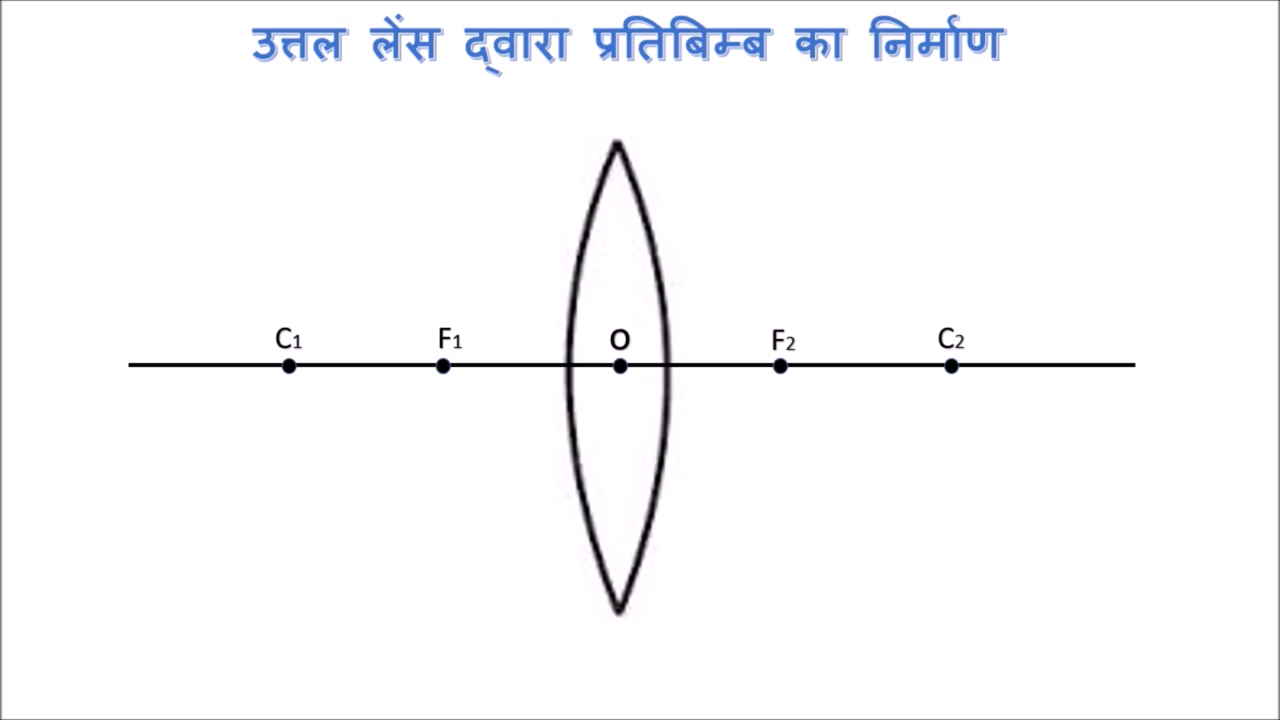 उत्तल लेंस द्वारा प्रतिबिम्ब का निर्माण
C1 F1 O F2 C2